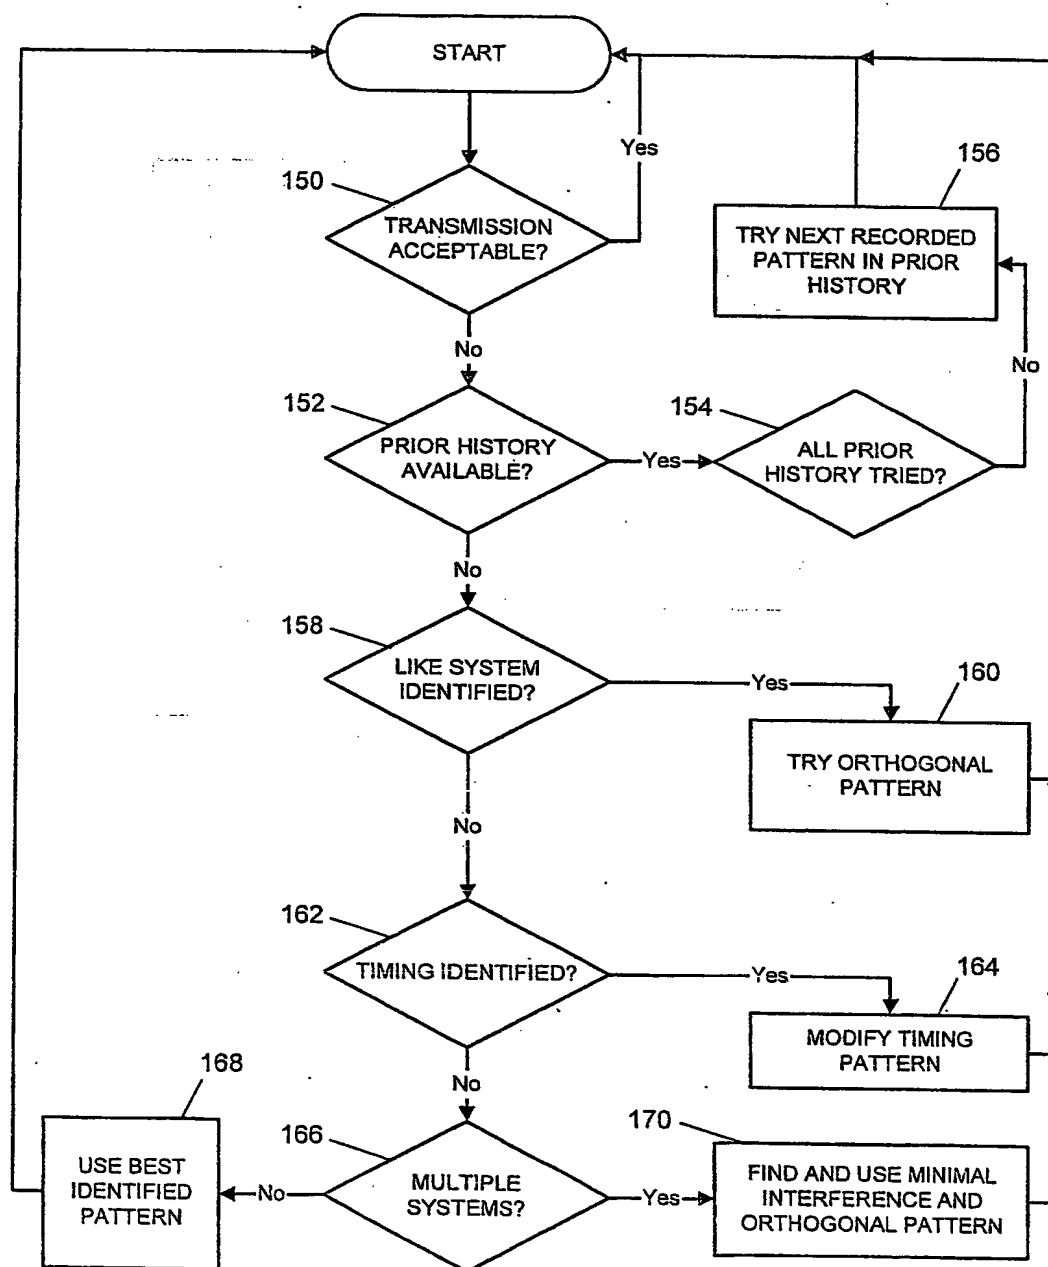 START
Yes
150
TRANSMISSION
ACCEPTABLE?
156
TRY NEXT RECORDED
PATTERN IN PRIOR
HISTORY
No
No
152
PRIOR HISTORY
AVAILABLE?
Yes
154
ALL PRIOR
HISTORY TRIED?
No
158
LIKE SYSTEM
IDENTIFIED?
Yes
160
TRY ORTHOGONAL
PATTERN
No
162
TIMING IDENTIFIED?
Yes
164
MODIFY TIMING
PATTERN
No
168
USE BEST
IDENTIFIED
PATTERN
No
166
MULTIPLE
SYSTEMS?
Yes
170
FIND AND USE MINIMAL
INTERFERENCE AND
ORTHOGONAL PATTERN